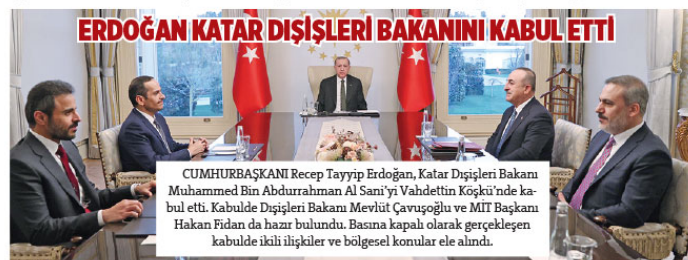 ERDOĞAN KATAR DIŞİŞLERİ BAKANINI KABUL ETTİ
CUMHURBAŞKANI Recep Tayyip Erdoğan, Katar Dışişleri Bakanı
Muhammed Bin Abdurrahman Al Sani'yi Vahdettin Köşkü'nde ka-
bul etti. Kabulde Dışişleri Bakanı Mevlüt Çavuşoğlu ve MİT Başkanı
Hakan Fidan da hazır bulundu. Basına kapalı olarak gerçekleşen
kabulde ikili ilişkiler ve bölgesel konular ele alındı.